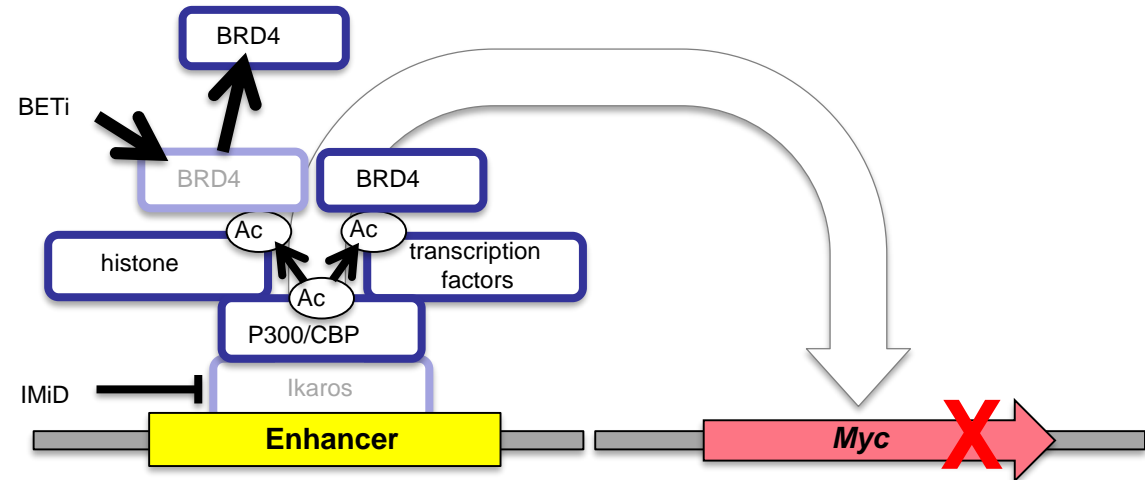 BRD4
BETi
BRD4
BRD4
Ac
Ac
histone
transcription
factors
Ac
P300/CBP
IMiD
Ikaros
Enhancer
Myc
X